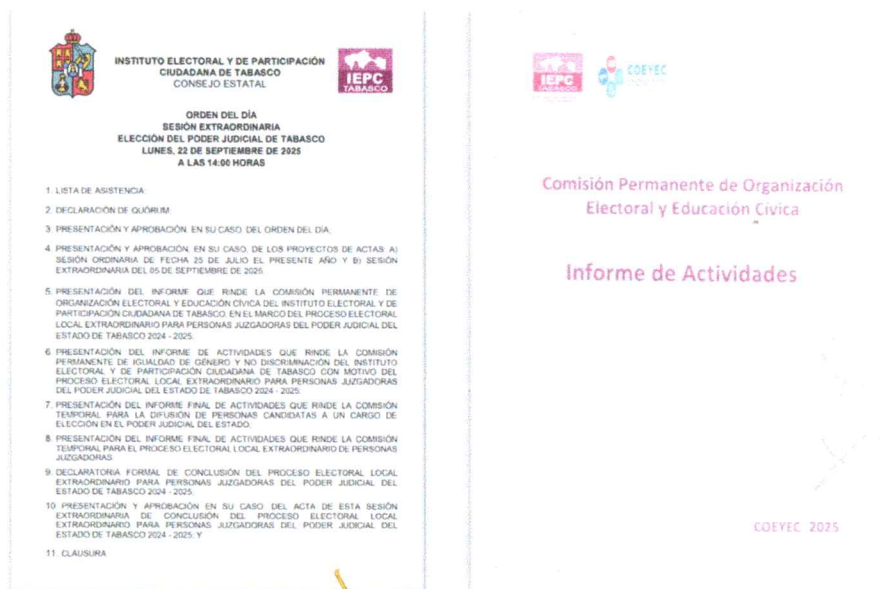 INSTITUTO ELECTORAL Y DE PARTICIPACIÓN
CIUDADANA DE TABASCO
CONSEJO ESTATAL
IEPC
TABASCO
ORDEN DEL DÍA
SESIÓN EXTRAORDINARIA
ELECCIÓN DEL PODER JUDICIAL DE TABASCO
LUNES, 22 DE SEPTIEMBRE DE 2025
A LAS 14:00 HORAS
1. LISTA DE ASISTENCIA
2. DECLARACIÓN DE QUÓRUM
3. PRESENTACIÓN Y APROBACIÓN, EN SU CASO, DEL ORDEN DEL DÍA;
4. PRESENTACIÓN Y APROBACIÓN, EN SU CASO, DE LOS PROYECTOS DE ACTAS: A)
SESIÓN ORDINARIA DE FECHA 25 DE JULIO EL PRESENTE AÑO Y B) SESIÓN
EXTRAORDINARIA DEL 05 DE SEPTIEMBRE DE 2025.
5. PRESENTACIÓN DEL INFORME QUE RINDE LA COMISIÓN PERMANENTE DE
ORGANIZACIÓN ELECTORAL Y EDUCACIÓN CÍVICA DEL INSTITUTO ELECTORAL Y DE
PARTICIPACIÓN CIUDADANA DE TABASCO, EN EL MARCO DEL PROCESO ELECTORAL
LOCAL EXTRAORDINARIO PARA PERSONAS JUZGADORAS DEL PODER JUDICIAL DEL
ESTADO DE TABASCO 2024 - 2025.
6. PRESENTACIÓN DEL INFORME DE ACTIVIDADES QUE RINDE LA COMISIÓN
PERMANENTE DE IGUALDAD DE GÉNERO Y NO DISCRIMINACIÓN DEL INSTITUTO
ELECTORAL Y DE PARTICIPACIÓN CIUDADANA DE TABASCO CON MOTIVO DEL
PROCESO ELECTORAL LOCAL EXTRAORDINARIO PARA PERSONAS JUZGADORAS
DEL PODER JUDICIAL DEL ESTADO DE TABASCO 2024 - 2025.
7. PRESENTACIÓN DEL INFORME FINAL DE ACTIVIDADES QUE RINDE LA COMISIÓN
TEMPORAL PARA LA DIFUSIÓN DE PERSONAS CANDIDATAS A UN CARGO DE
ELECCIÓN EN EL PODER JUDICIAL DEL ESTADO.
8. PRESENTACIÓN DEL INFORME FINAL DE ACTIVIDADES QUE RINDE LA COMISIÓN
TEMPORAL PARA EL PROCESO ELECTORAL LOCAL EXTRAORDINARIO DE PERSONAS
JUZGADORAS.
9. DECLARATORIA FORMAL DE CONCLUSIÓN DEL PROCESO ELECTORAL LOCAL
EXTRAORDINARIO PARA PERSONAS JUZGADORAS DEL PODER JUDICIAL DEL
ESTADO DE TABASCO 2024 - 2025.
10. PRESENTACIÓN Y APROBACIÓN EN SU CASO DEL ACTA DE ESTA SESIÓN
EXTRAORDINARIA DE CONCLUSIÓN DEL PROCESO ELECTORAL LOCAL
EXTRAORDINARIO PARA PERSONAS JUZGADORAS DEL PODER JUDICIAL DEL
ESTADO DE TABASCO 2024 - 2025; Y
11. CLAUSURA
IEPC
TABASCO
COEYEC
Comisión Permanente de Organización
Electoral y Educación Cívica
Informe de Actividades
COEYEC 2025